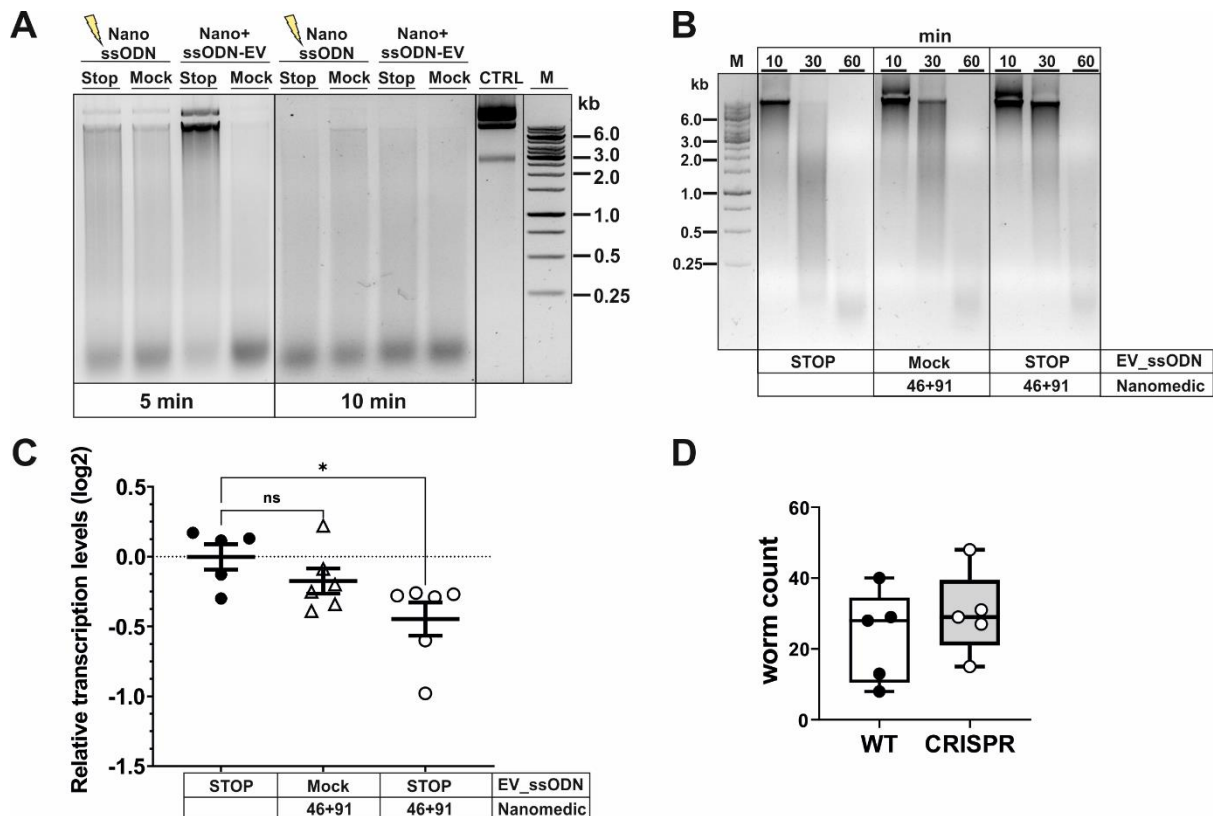 A
Nano Nano+ Nano Nano+
ssODN ssODN-EV ssODN ssODN-EV
Stop Mock Stop Mock Stop Mock Stop Mock CTRL M
kb
6.0
3.0
2.0
1.0
0.5
0.25
5 min 10 min
B
min
M 10 30 60 10 30 60 10 30 60
kb
6.0
3.0
2.0
1.0
0.5
0.25
STOP Mock STOP EV_ssODN
46+91 46+91 Nanomedic
C
Relative transcription levels (log2)
0.5
0.0
-0.5
-1.0
-1.5
*
ns
STOP Mock STOP EV_ssODN
46+91 46+91 Nanomedic
D
worm count
60
40
20
0
WT CRISPR